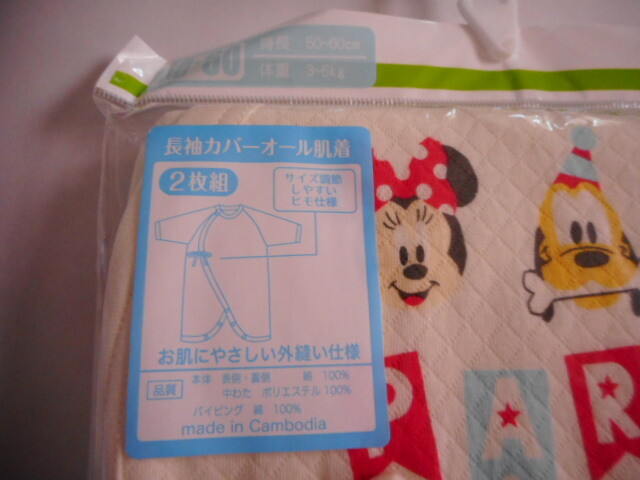 50-60
身長 50~60cm
体重 3~6kg
長袖カバーオール肌着
2枚組
サイズ調節
しやすい
ヒモ仕様
お肌にやさしい外縫い仕様
品質
本体 表側・裏側 綿 100%
中わた ポリエステル 100%
パイピング 綿 100%
made in Cambodia
P A R